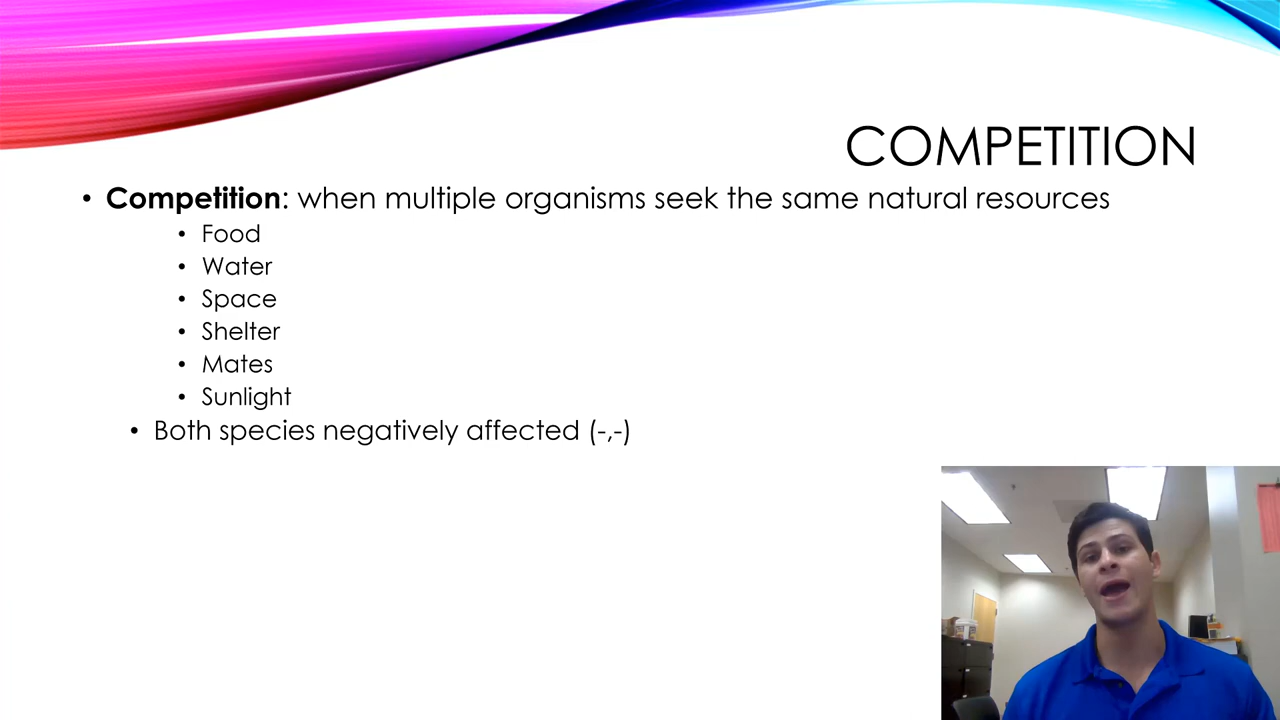 COMPETITION
• Competition: when multiple organisms seek the same natural resources
• Food
• Water
• Space
• Shelter
• Mates
• Sunlight
• Both species negatively affected (-,-)